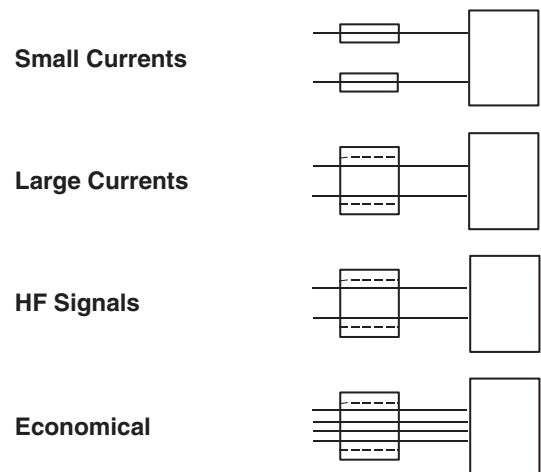 Small Currents
Large Currents
HF Signals
Economical